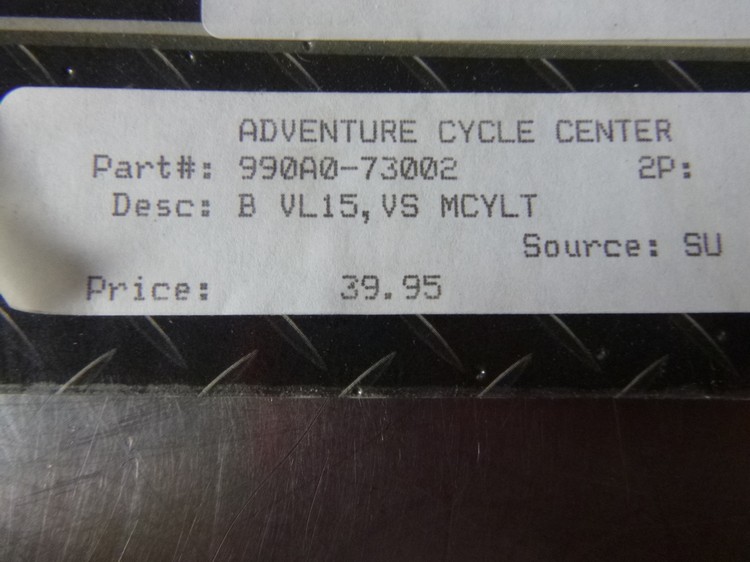 ADVENTURE CYCLE CENTER
Part#: 990A0-73002 2P:
Desc: B VL15,VS MCYLT
Source: SU
Price: 39.95